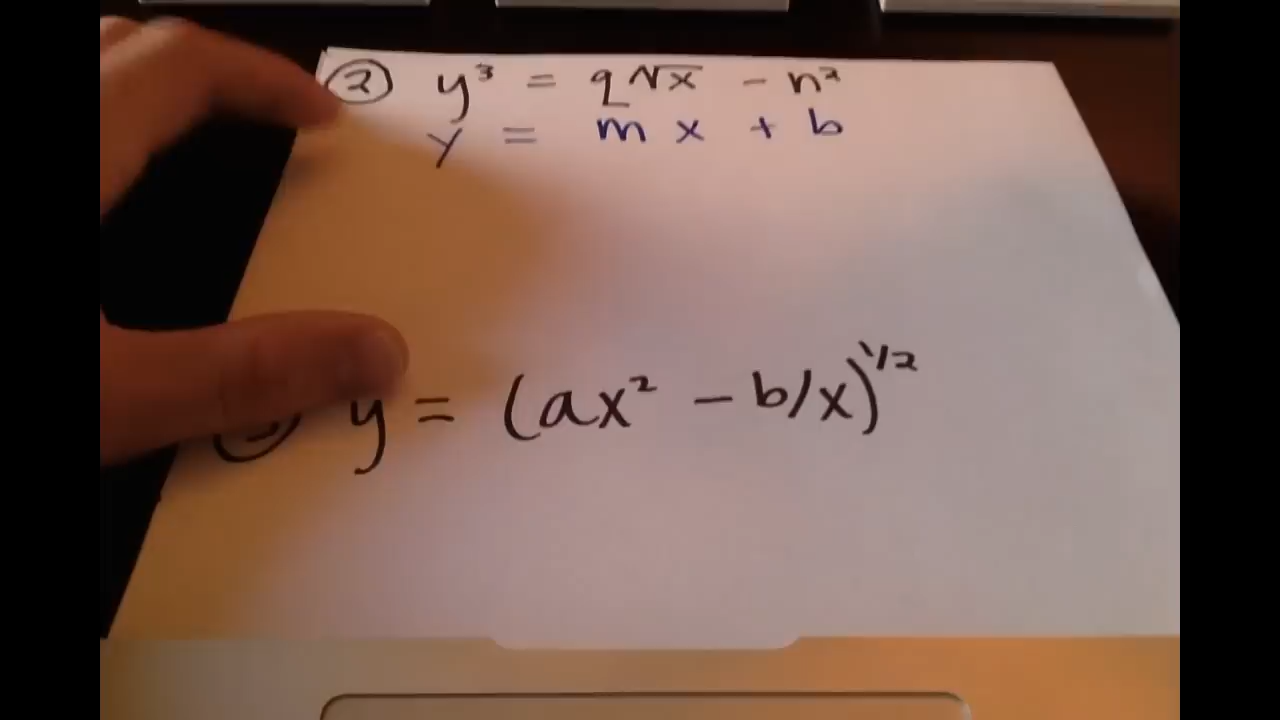 ② y³ = q√x - n²
y = m x + b
y = (ax² - b/x)^1/2